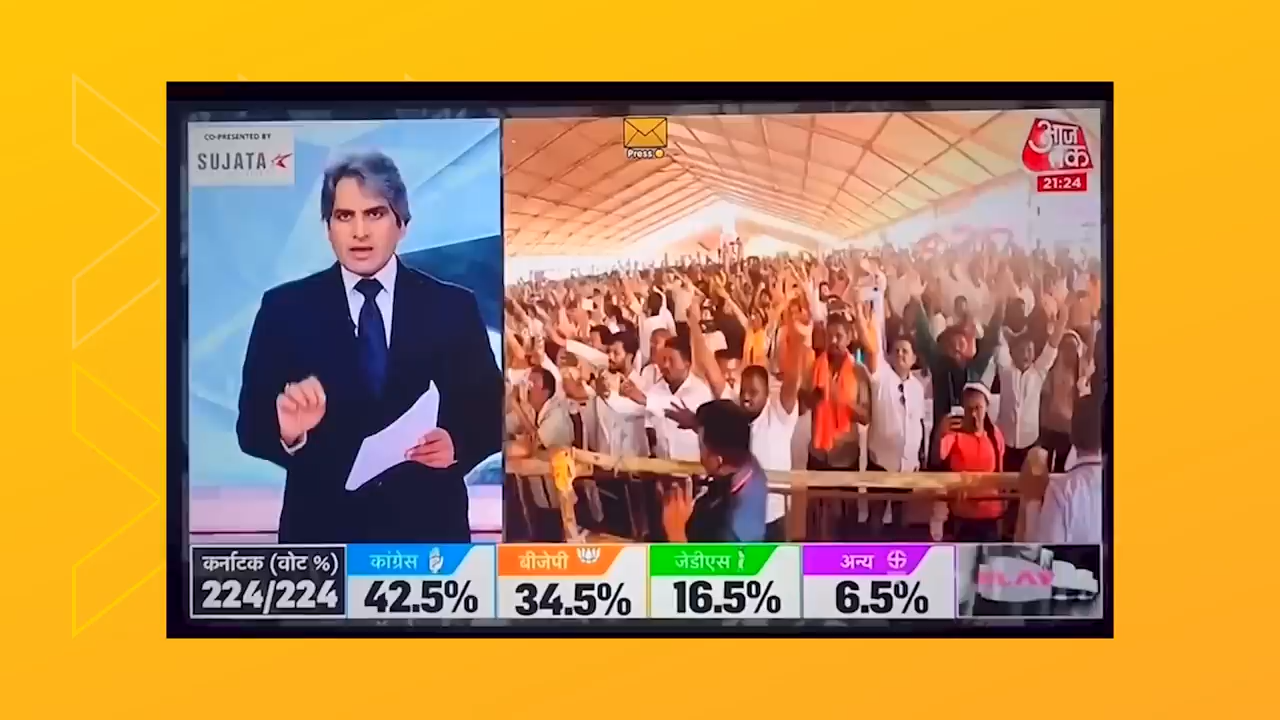 CO-PRESENTED BY
SUJATA
Press
आज तक
21:24
कर्नाटक (वोट %)
224/224
कांग्रेस
42.5%
बीजेपी
34.5%
जेडीएस
16.5%
अन्य
6.5%